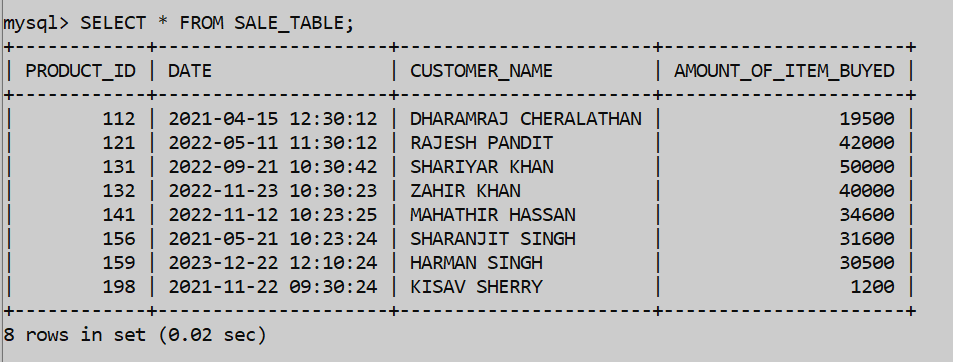 mysql> SELECT * FROM SALE_TABLE;
+------------+---------------------+---------------------+----------------------+
| PRODUCT_ID | DATE                | CUSTOMER_NAME       | AMOUNT_OF_ITEM_BUYED |
+------------+---------------------+---------------------+----------------------+
|        112 | 2021-04-15 12:30:12 | DHARAMRAJ CHERALATHAN |                19500 |
|        121 | 2022-05-11 11:30:12 | RAJESH PANDIT         |                42000 |
|        131 | 2022-09-21 10:30:42 | SHARIYAR KHAN         |                50000 |
|        132 | 2022-11-23 10:30:23 | ZAHIR KHAN            |                40000 |
|        141 | 2022-11-12 10:23:25 | MAHATHIR HASSAN       |                34600 |
|        156 | 2021-05-21 10:23:24 | SHARANJIT SINGH       |                31600 |
|        159 | 2023-12-22 12:10:24 | HARMAN SINGH          |                30500 |
|        198 | 2021-11-22 09:30:24 | KISAV SHERRY          |                 1200 |
+------------+---------------------+-----------------------+----------------------+
8 rows in set (0.02 sec)